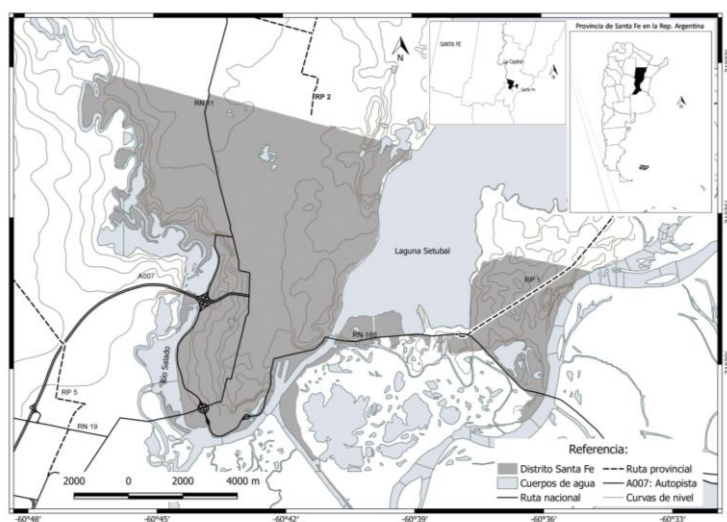 Provincia de Santa Fe en la Rep. Argentina
SANTA FE
La Capital
Santa Fe
N
N
N
RP 2
RN 11
Laguna Setubal
A007
RP 1
RN 168
Río Salado
RP 5
RN 19
2000 0 2000 4000 m
Referencia:
Distrito Santa Fe
Cuerpos de agua
Ruta nacional
Ruta provincial
A007: Autopista
Curvas de nivel
-60°48' -60°45' -60°42' -60°39' -60°36' -60°33'